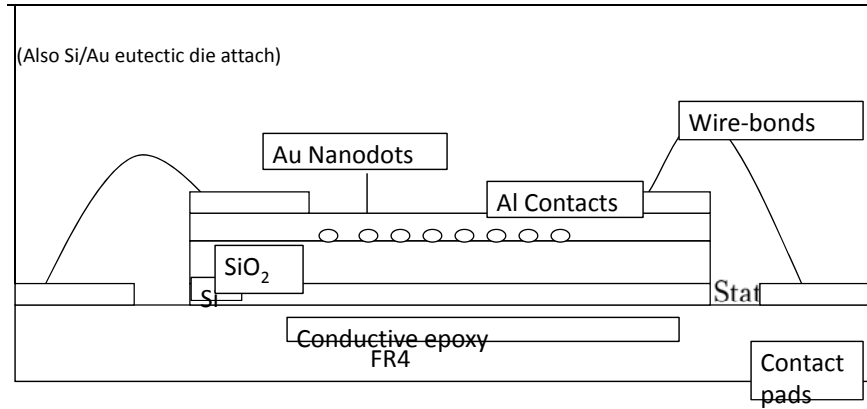 (Also Si/Au eutectic die attach)
Wire-bonds
Au Nanodots
Al Contacts
SiO₂
Si
Stat
Conductive epoxy
FR4
Contact
pads